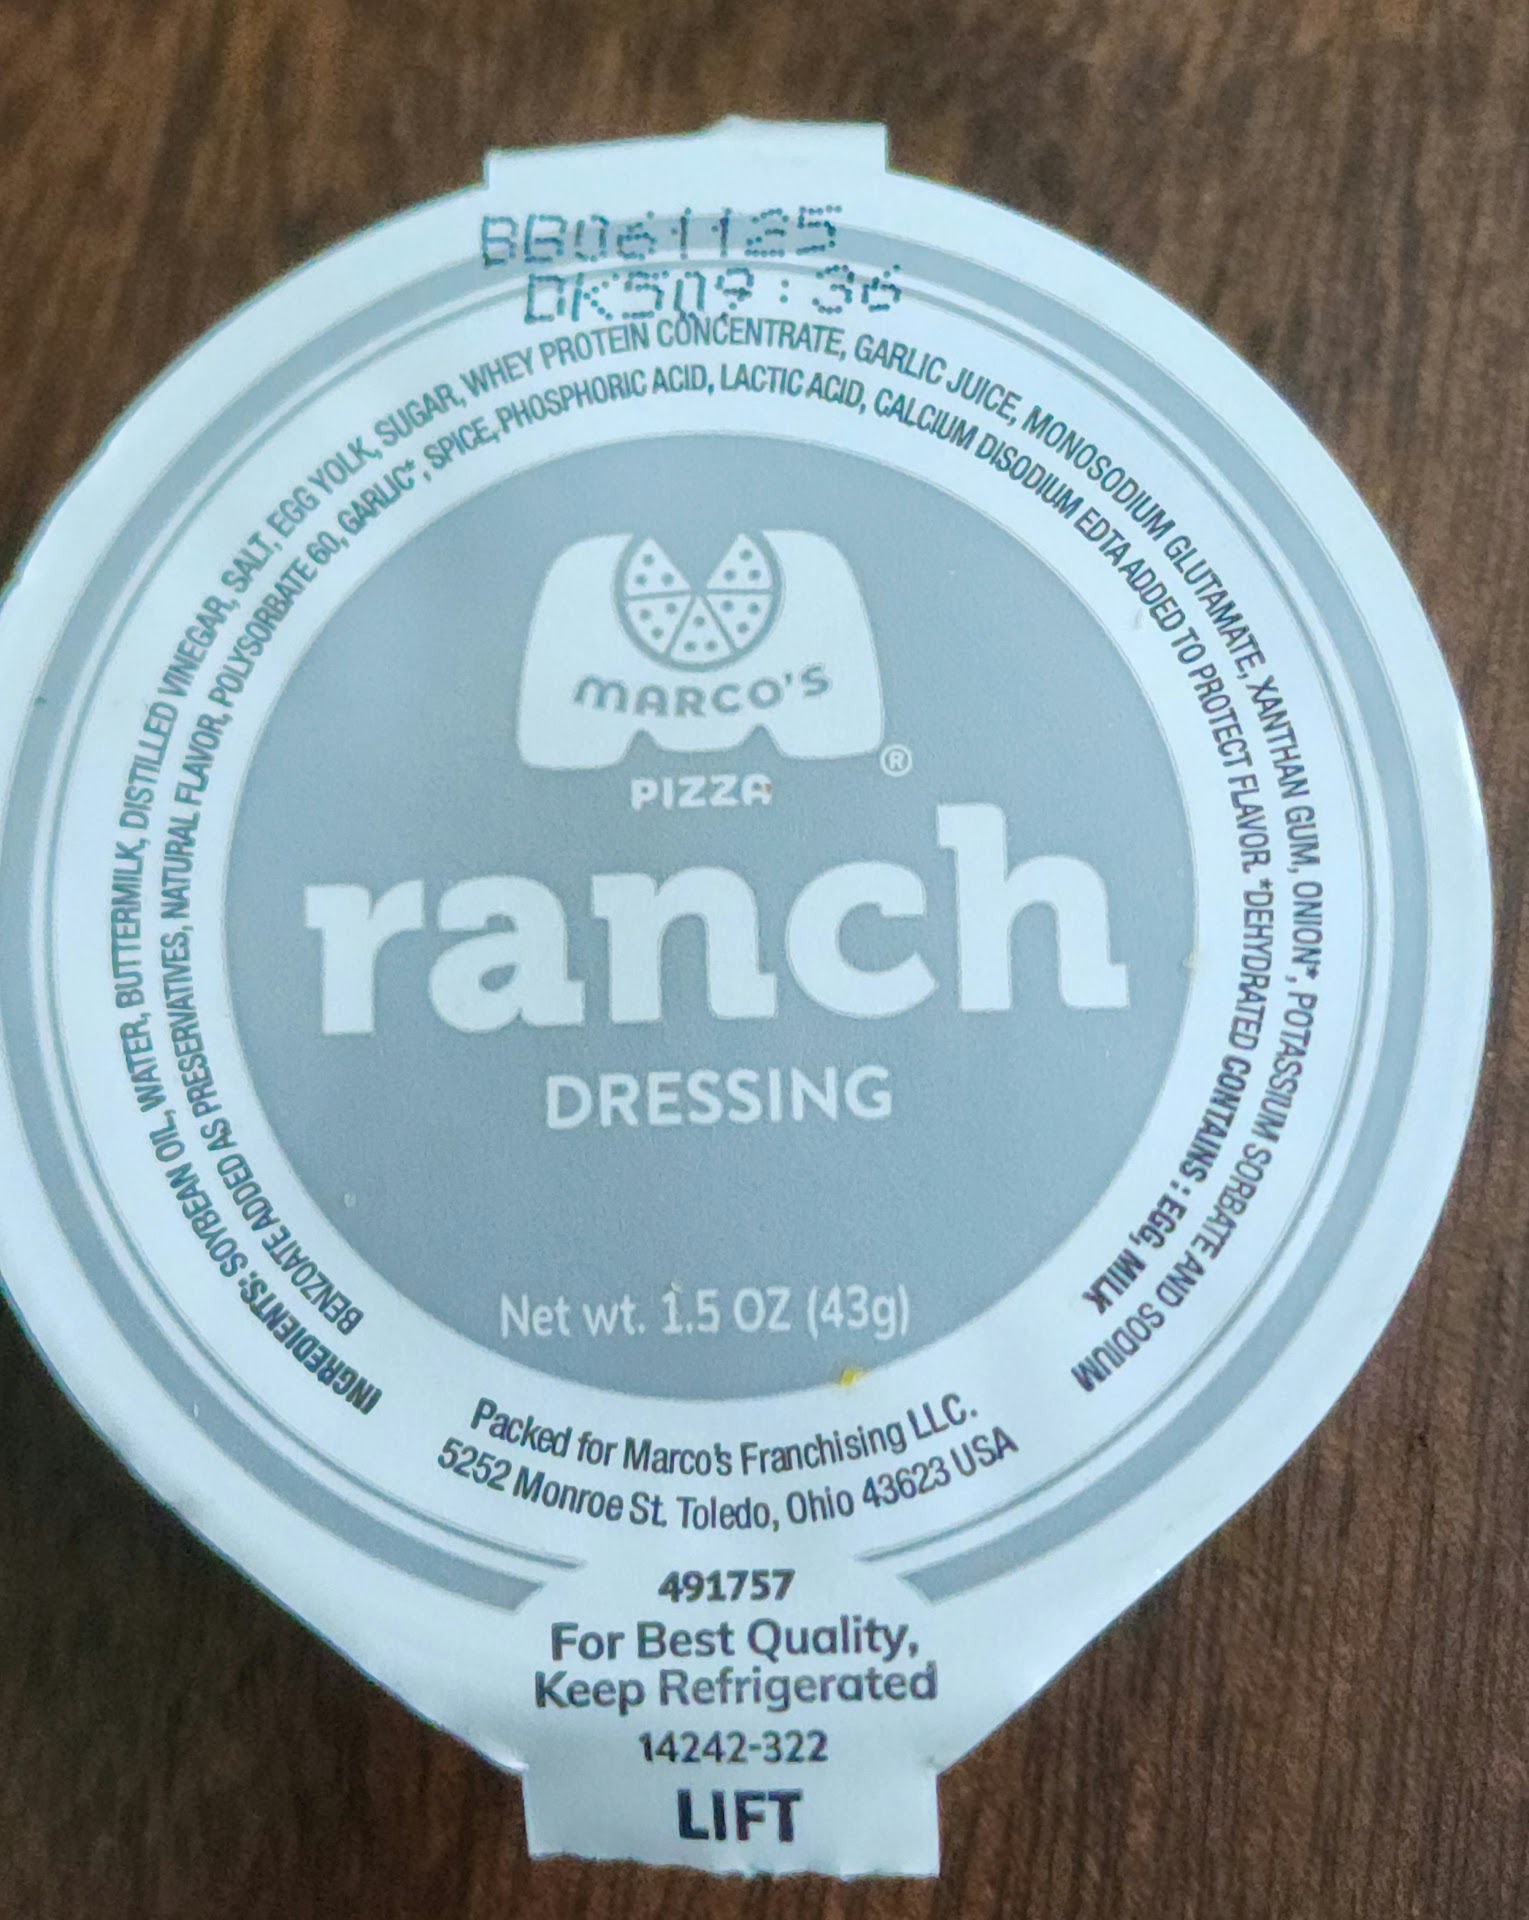 BB061125
DK509:36
INGREDIENTS: SOYBEAN OIL, WATER, BUTTERMILK, DISTILLED VINEGAR, SALT, EGG YOLK, SUGAR, WHEY PROTEIN CONCENTRATE, GARLIC JUICE, MONOSODIUM GLUTAMATE, XANTHAN GUM, ONION*, POTASSIUM SORBATE AND SODIUM
BENZOATE ADDED AS PRESERVATIVES, NATURAL FLAVOR, POLYSORBATE 60, GARLIC*, SPICE, PHOSPHORIC ACID, LACTIC ACID, CALCIUM DISODIUM EDTA ADDED TO PROTECT FLAVOR. *DEHYDRATED CONTAINS : EGG, MILK
MARCO'S
®
PIZZA
ranch
DRESSING
Net wt. 1.5 OZ (43g)
Packed for Marco's Franchising LLC.
5252 Monroe St. Toledo, Ohio 43623 USA
491757
For Best Quality,
Keep Refrigerated
14242-322
LIFT